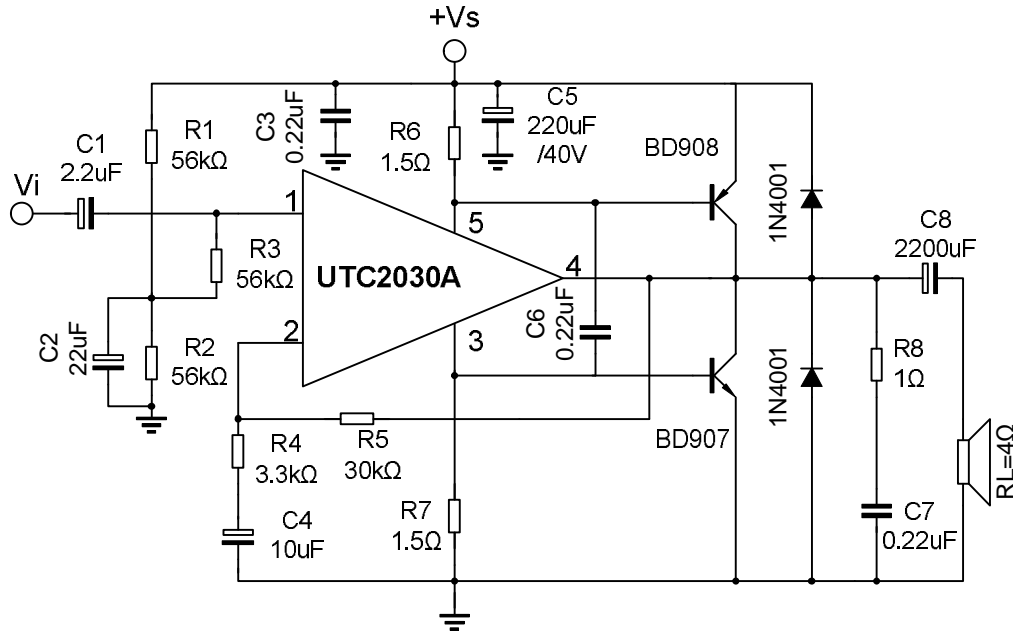 +Vs
C1
2.2uF
Vi
R1
56kΩ
C3
0.22uF
R6
1.5Ω
C5
220uF
/40V
BD908
1N4001
C8
2200uF
1
5
R3
56kΩ
UTC2030A
4
C6
0.22uF
2
3
C2
22uF
R2
56kΩ
R8
1Ω
1N4001
BD907
R4
3.3kΩ
R5
30kΩ
RL=4Ω
C4
10uF
R7
1.5Ω
C7
0.22uF